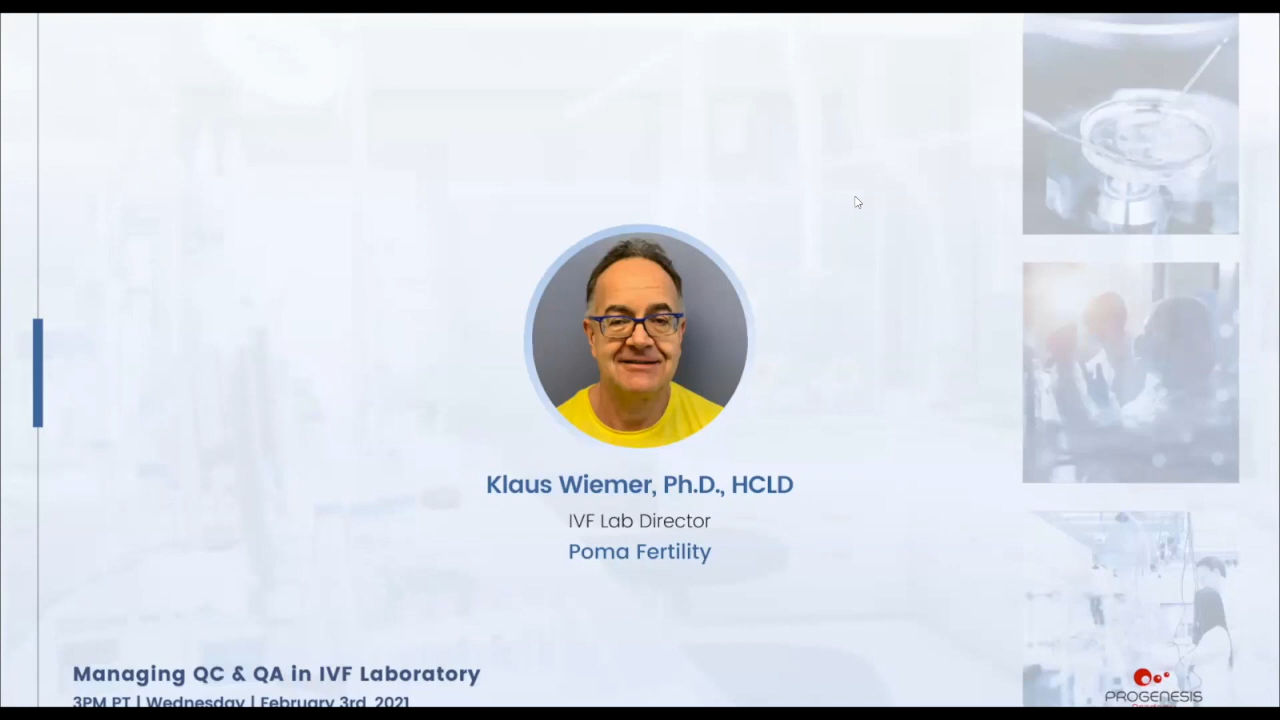 Klaus Wiemer, Ph.D., HCLD
IVF Lab Director
Poma Fertility
Managing QC & QA in IVF Laboratory
3PM PT | Wednesday | February 3rd, 2021
PROGENESIS